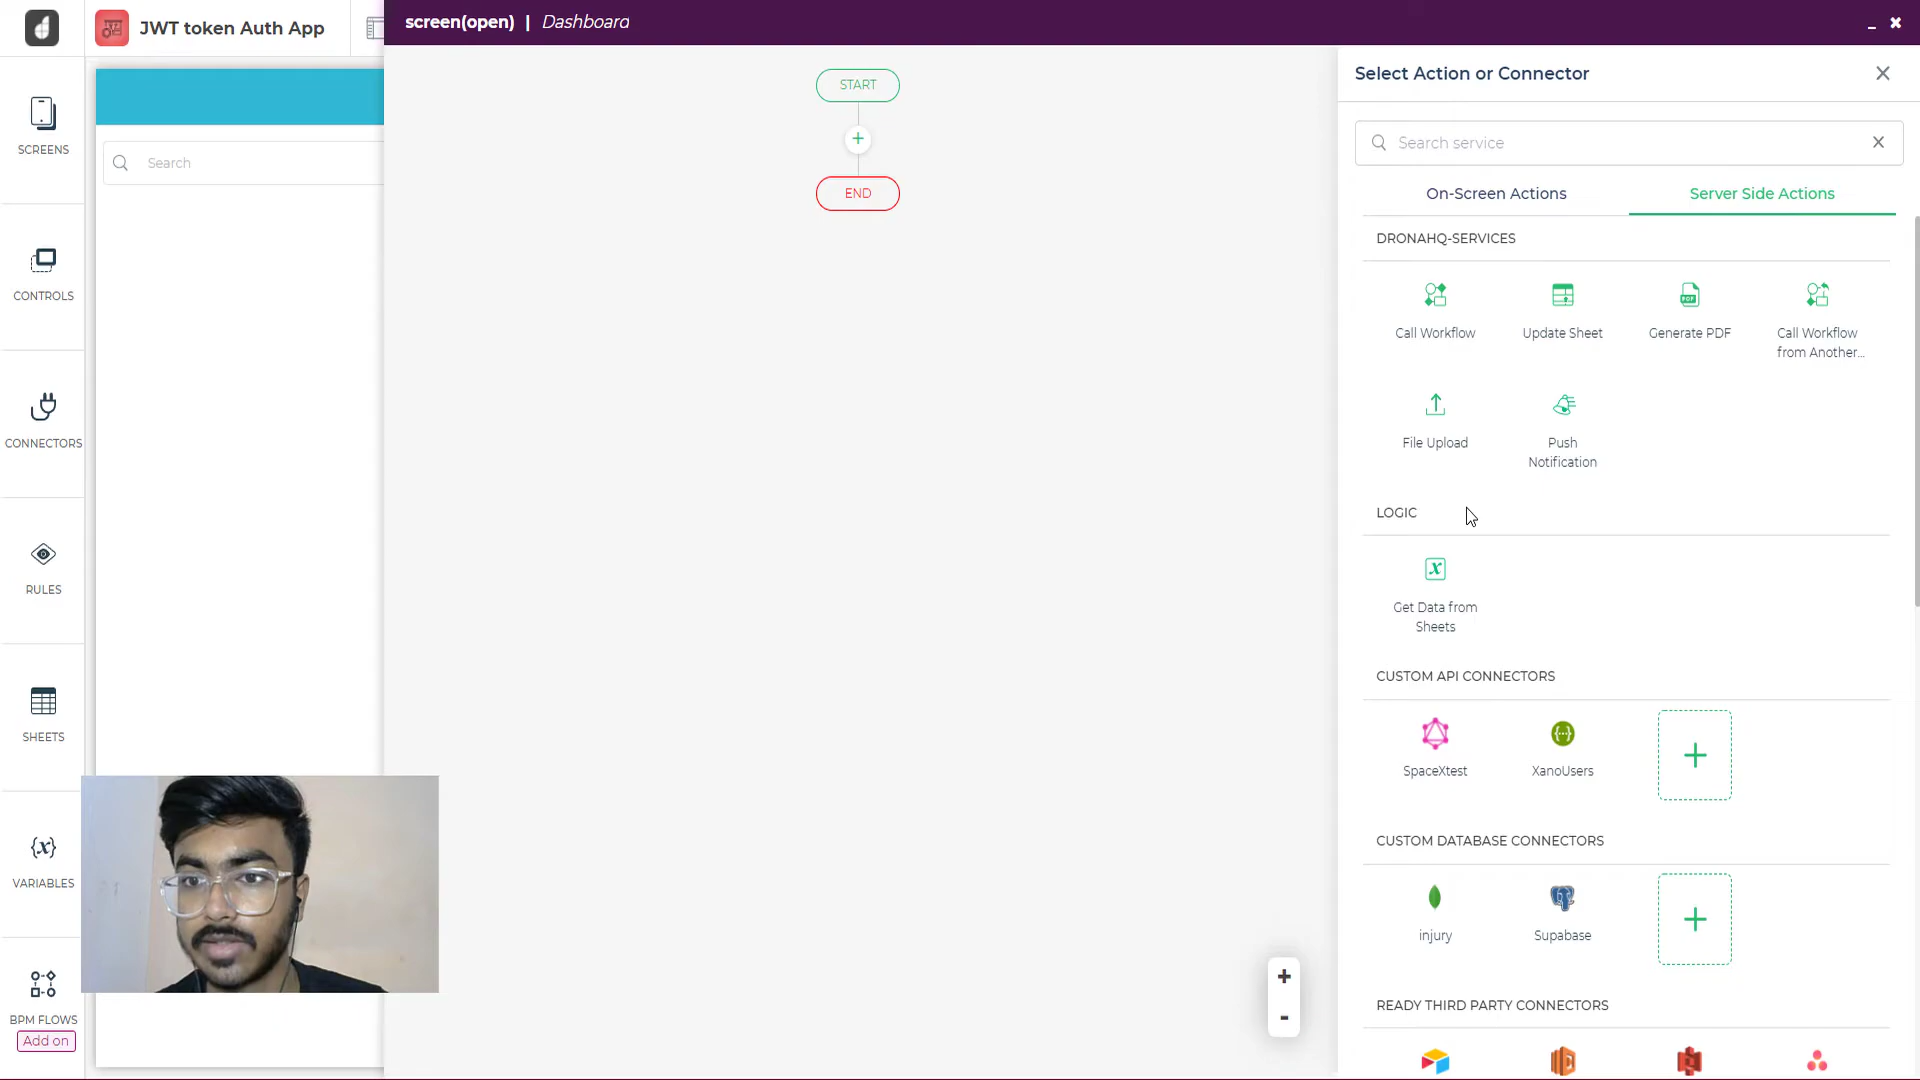 JWT token Auth App
screen(open) | Dashboard
SCREENS
CONTROLS
CONNECTORS
RULES
SHEETS
VARIABLES
BPM FLOWS
Add on
Search
START
+
END
+
-
Select Action or Connector
Search service
On-Screen Actions
Server Side Actions
DRONAHQ-SERVICES
Call Workflow
Update Sheet
Generate PDF
Call Workflow
from Another...
File Upload
Push
Notification
LOGIC
Get Data from
Sheets
CUSTOM API CONNECTORS
SpaceXtest
XanoUsers
+
CUSTOM DATABASE CONNECTORS
injury
Supabase
+
READY THIRD PARTY CONNECTORS